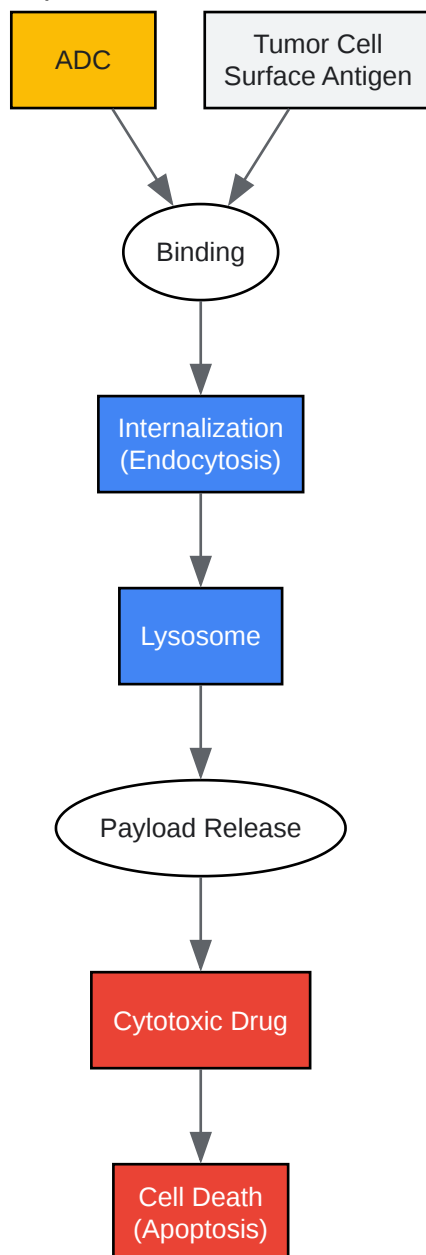 ADC
Tumor Cell
Surface Antigen
Binding
Internalization
(Endocytosis)
Lysosome
Payload Release
Cytotoxic Drug
Cell Death
(Apoptosis)